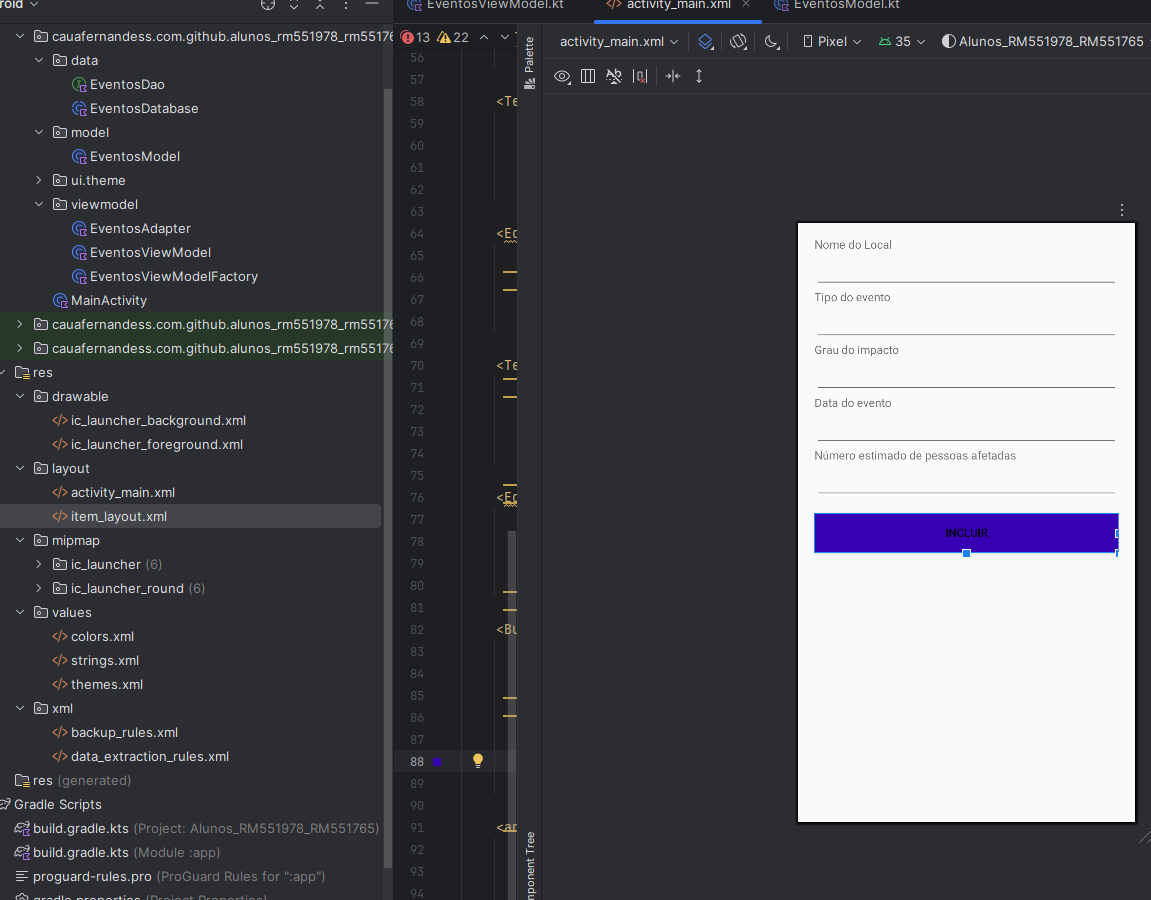 roid
EventosViewModel.kt
activity_main.xml
EventosModel.kt
cauafernandess.com.github.alunos_rm551978_rm55176
data
EventosDao
EventosDatabase
model
EventosModel
ui.theme
viewmodel
EventosAdapter
EventosViewModel
EventosViewModelFactory
MainActivity
cauafernandess.com.github.alunos_rm551978_rm55176
cauafernandess.com.github.alunos_rm551978_rm55176
res
drawable
ic_launcher_background.xml
ic_launcher_foreground.xml
layout
activity_main.xml
item_layout.xml
mipmap
ic_launcher (6)
ic_launcher_round (6)
values
colors.xml
strings.xml
themes.xml
xml
backup_rules.xml
data_extraction_rules.xml
res (generated)
Gradle Scripts
build.gradle.kts (Project: Alunos_RM551978_RM551765)
build.gradle.kts (Module :app)
proguard-rules.pro (ProGuard Rules for ":app")
gradle.properties (Project Properties)
13 22
56
57
58 <Te
59
60
61
62
63
64 <Ed
65
66
67
68
69
70 <Te
71
72
73
74
75
76 <Ed
77
78
79
80
81
82 <Bu
83
84
85
86
87
88
89
90
91 <an
92
93
94
Palette
activity_main.xml
Pixel
35
Alunos_RM551978_RM551765
Nome do Local
Tipo do evento
Grau do impacto
Data do evento
Número estimado de pessoas afetadas
INCLUIR
nponent Tree